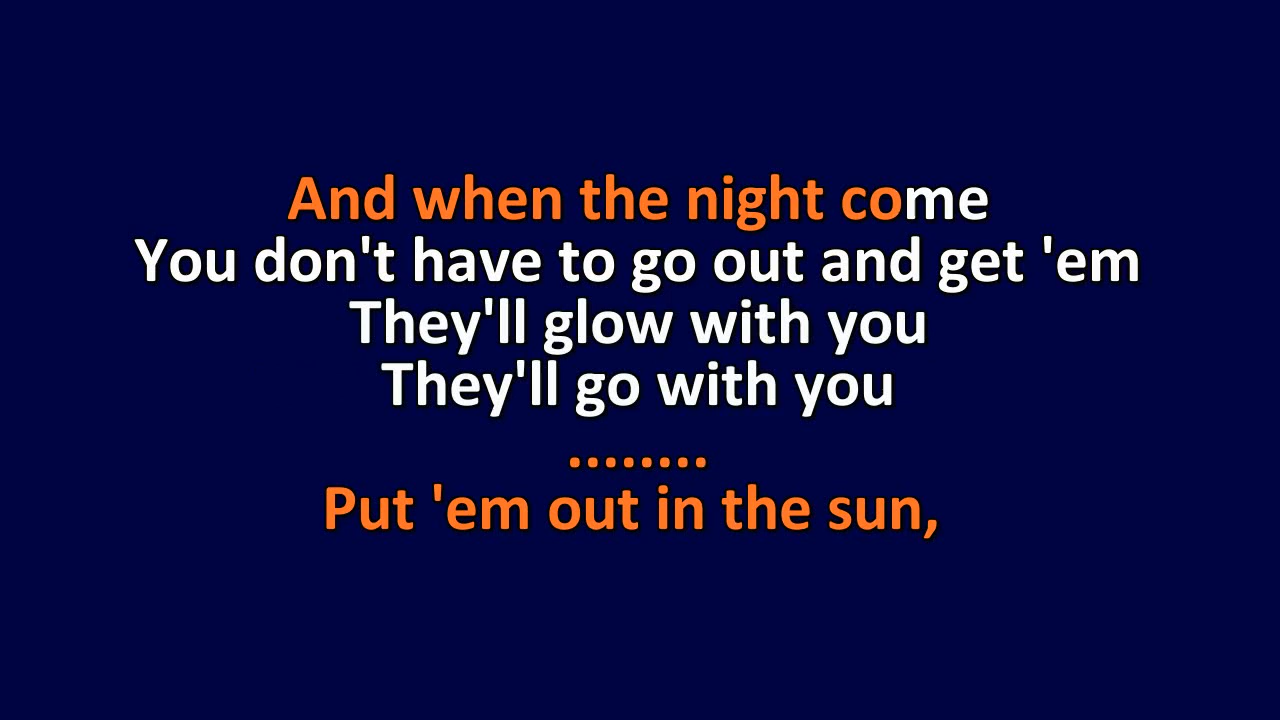 And when the night come
You don't have to go out and get 'em
They'll glow with you
They'll go with you
........
Put 'em out in the sun,